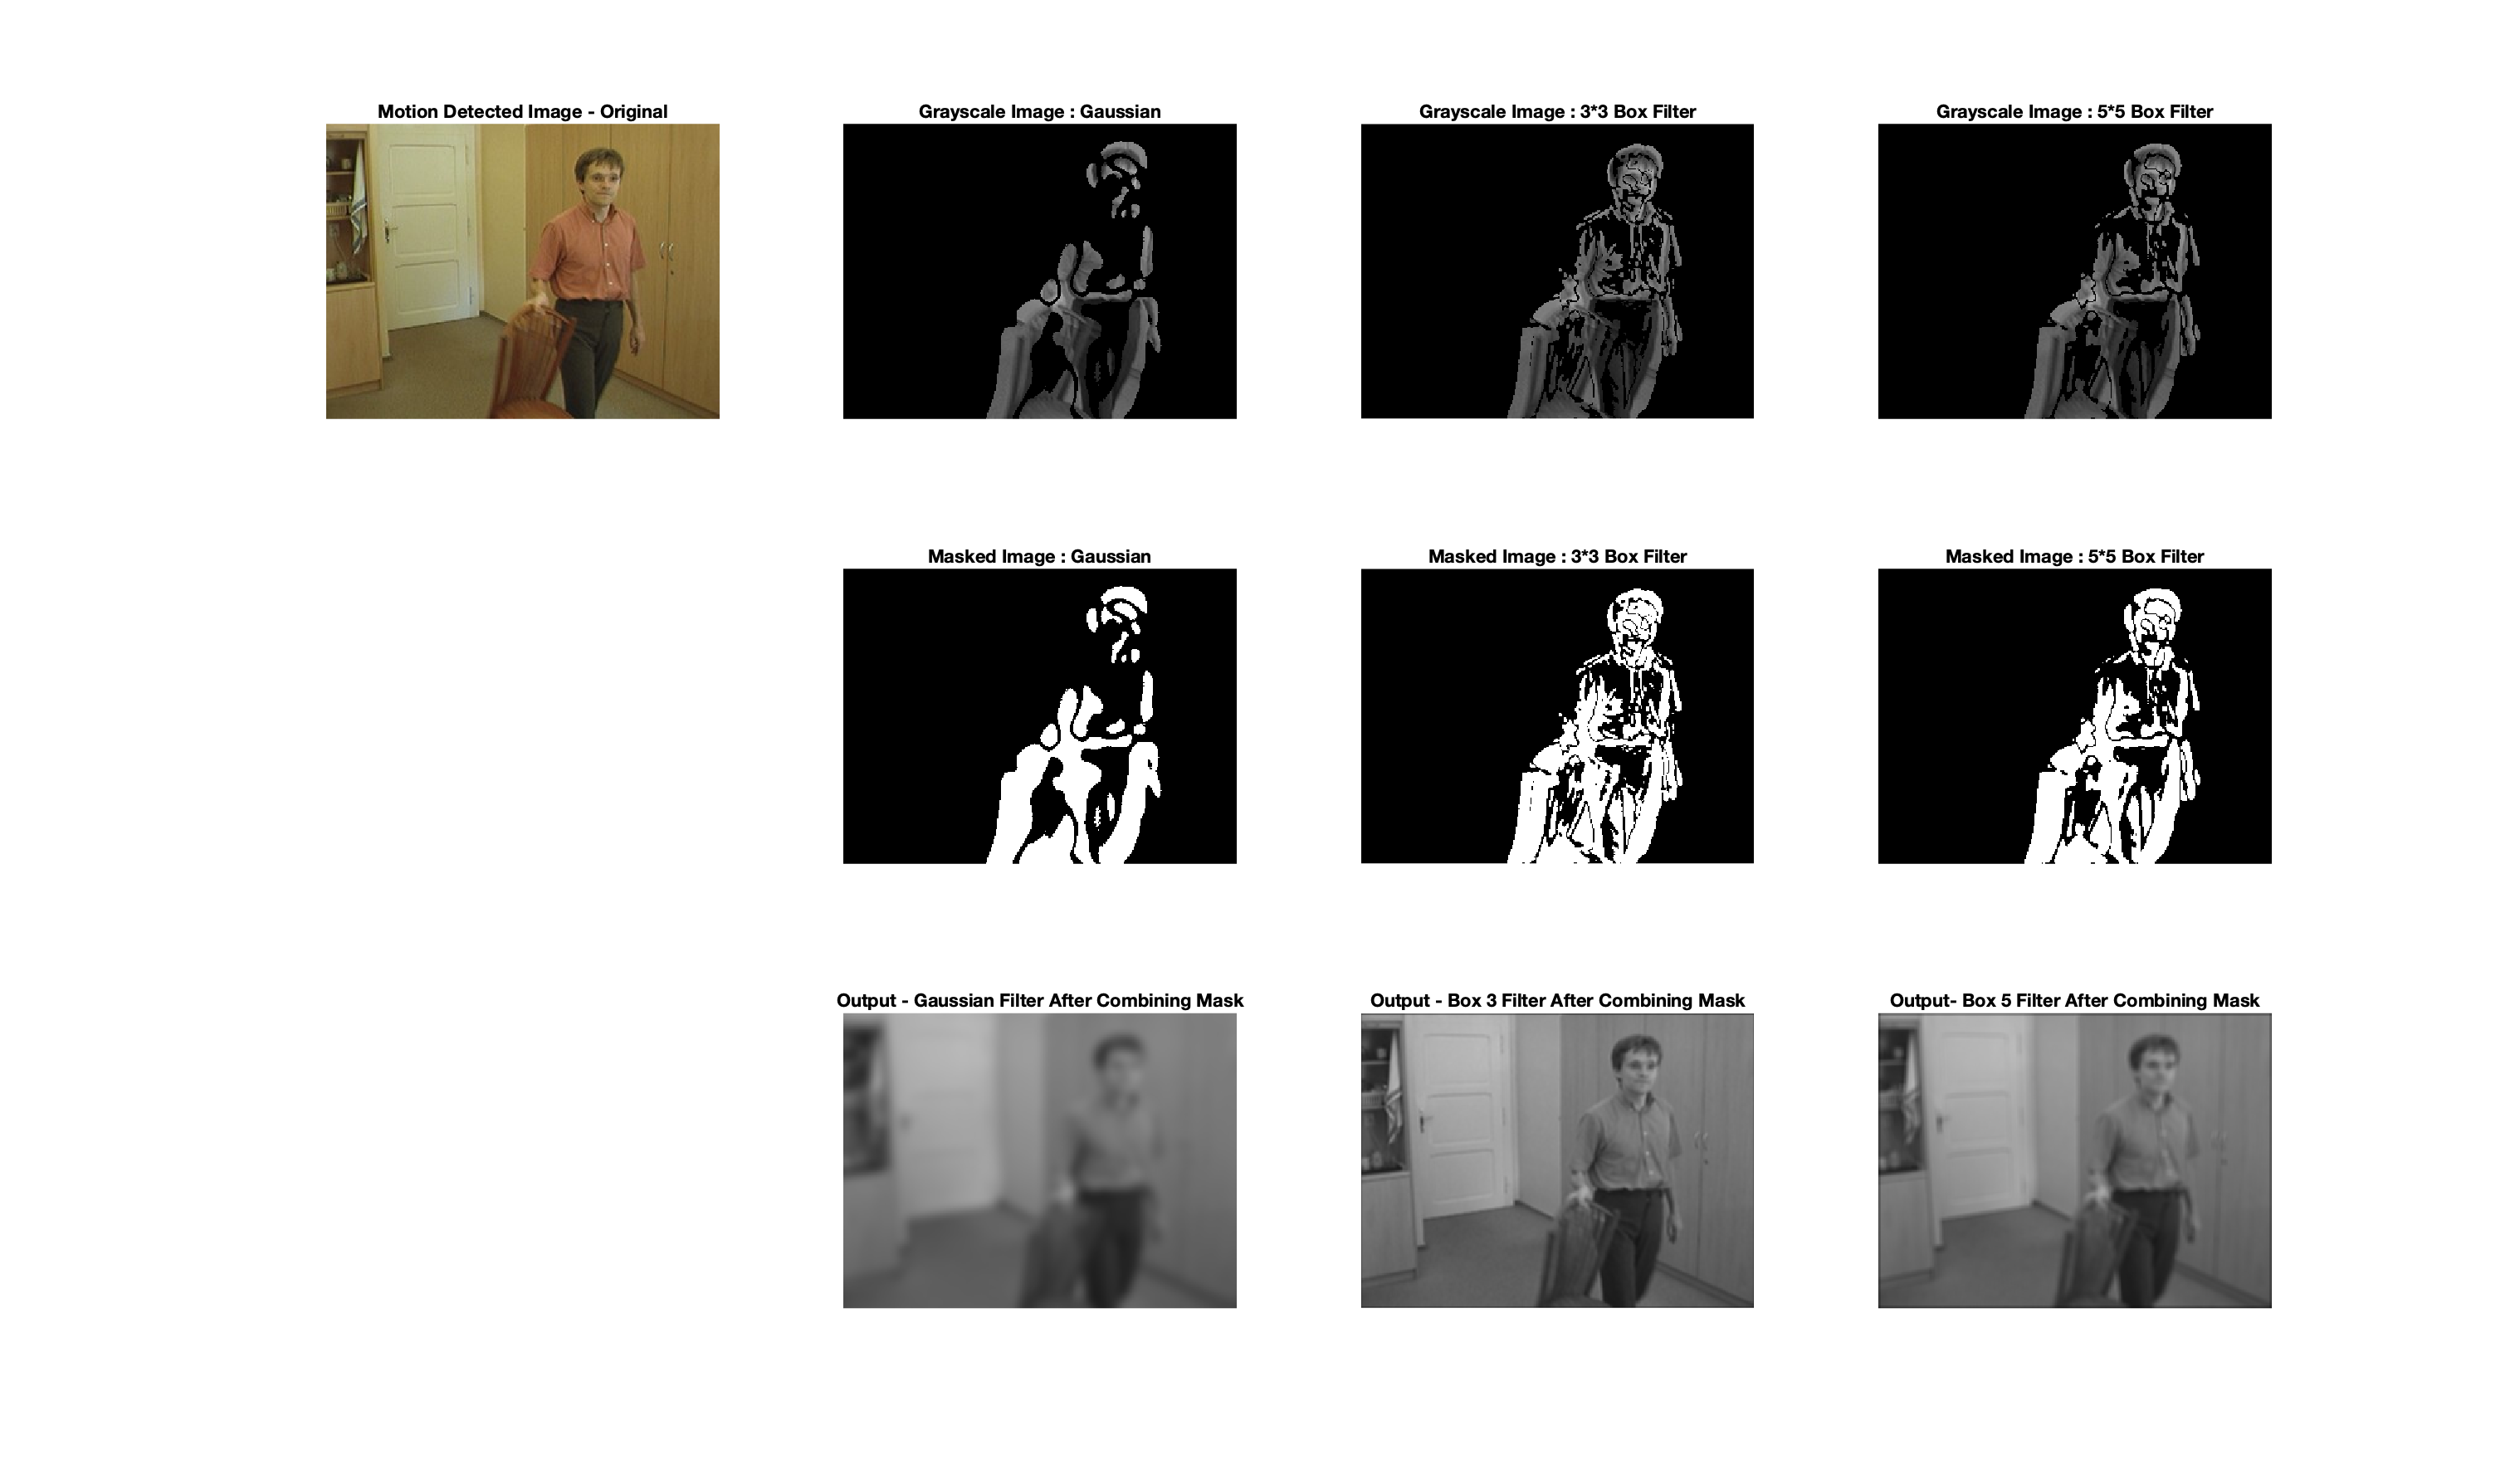 Motion Detected Image - Original
Grayscale Image : Gaussian
Grayscale Image : 3*3 Box Filter
Grayscale Image : 5*5 Box Filter
Masked Image : Gaussian
Masked Image : 3*3 Box Filter
Masked Image : 5*5 Box Filter
Output - Gaussian Filter After Combining Mask
Output - Box 3 Filter After Combining Mask
Output- Box 5 Filter After Combining Mask